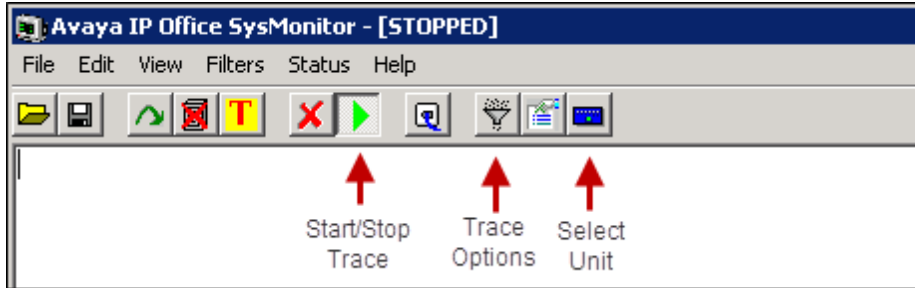 Avaya IP Office SysMonitor - [STOPPED]
File Edit View Filters Status Help
T
Start/Stop
Trace
Trace
Options
Select
Unit